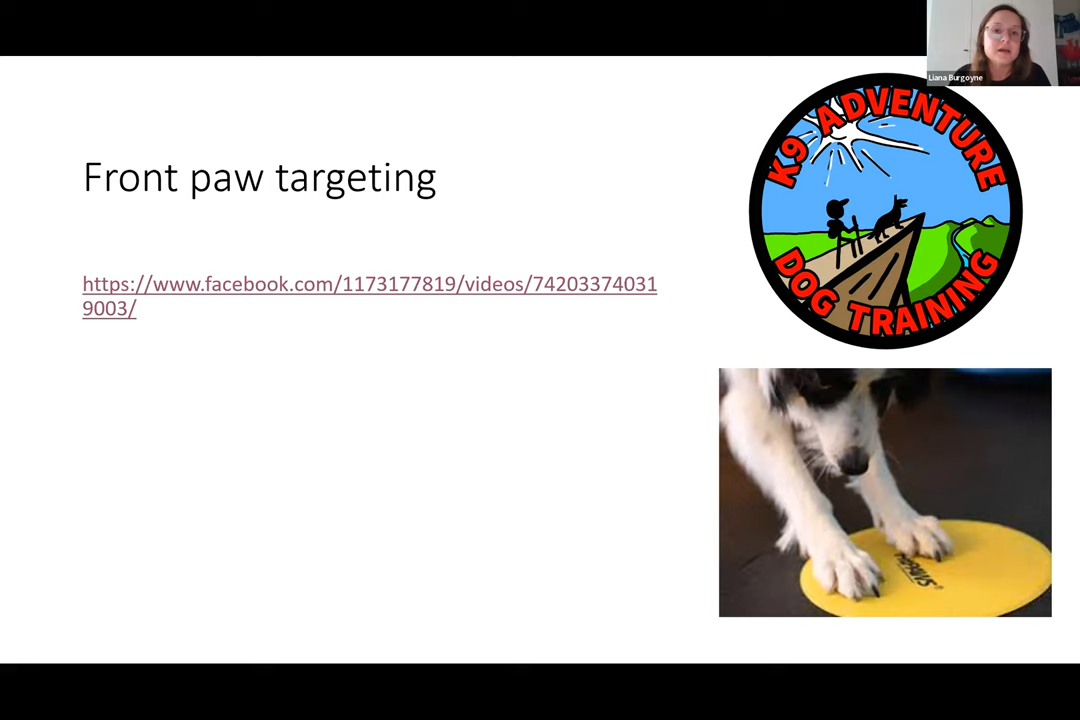 Liana Burgoyne
K9 ADVENTURE
DOG TRAINING
Front paw targeting
https://www.facebook.com/1173177819/videos/74203374031
9003/